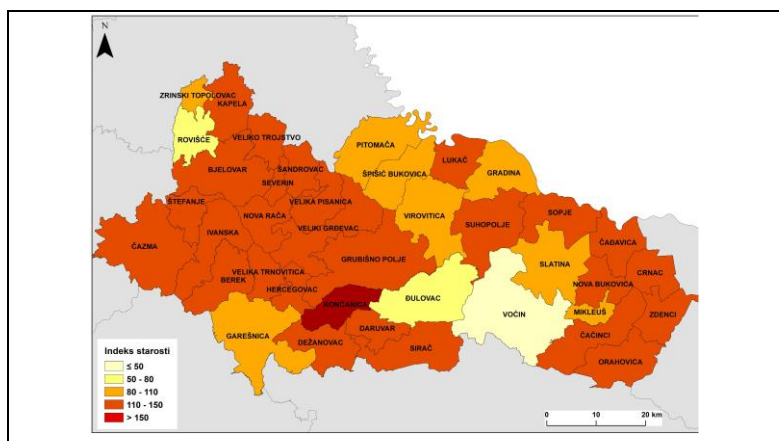 N
ZRINSKI TOPOLOVAC
KAPELA
ROVIŠĆE
VELIKO TROJSTVO
PITOMAČA
LUKAČ
BJELOVAR
ŠANDROVAC
ŠPIŠIĆ BUKOVICA
GRADINA
SEVERIN
ŠTEFANJE
VELIKA PISANICA
NOVA RAČA
VIROVITICA
SOPJE
IVANSKA
VELIKI GRĐEVAC
SUHOPOLJE
ČAĐAVICA
ČAZMA
GRUBIŠNO POLJE
SLATINA
CRNAC
VELIKA TRNOVITICA
BEREK
NOVA BUKOVICA
HERCEGOVAC
ĐULOVAC
KONČANICA
VOĆIN
MIKLEUŠ
ZDENCI
GAREŠNICA
DARUVAR
ČAČINCI
DEŽANOVAC
SIRAČ
ORAHOVICA
Indeks starosti
≤ 50
50 - 80
80 - 110
110 - 150
> 150
0 10 20 km